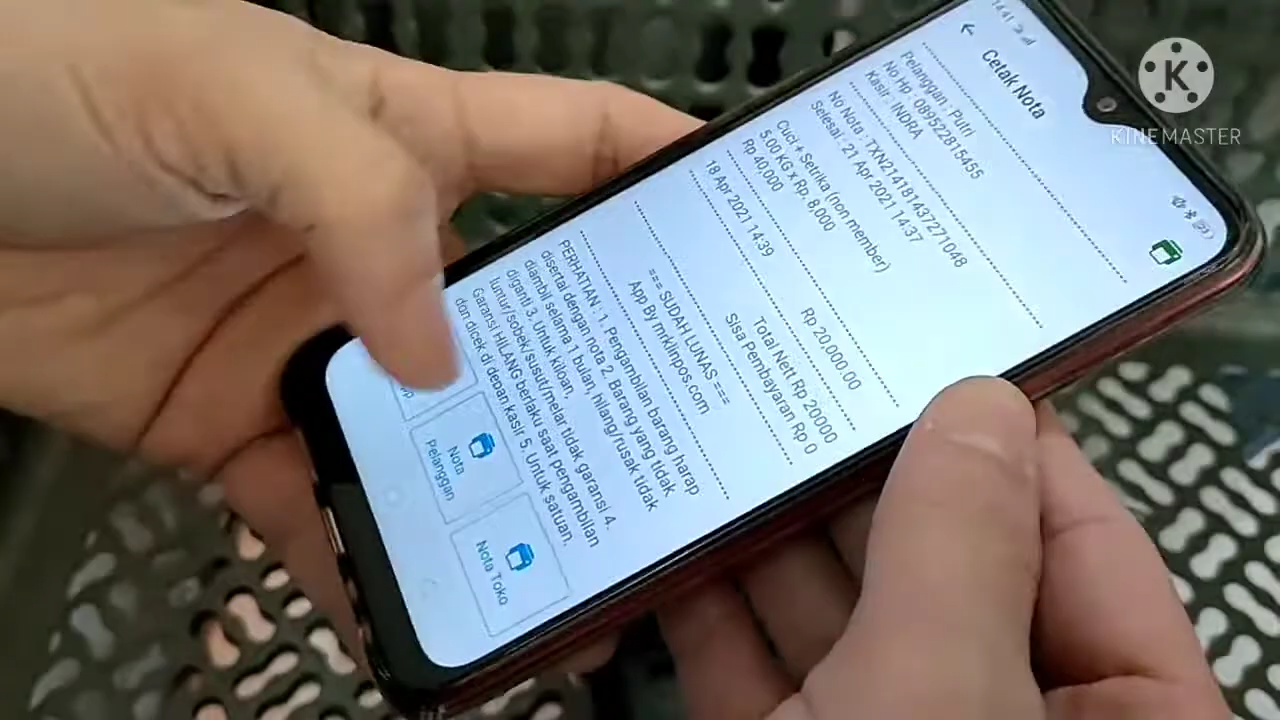 14:41
Cetak Nota
Pelanggan : Putri
No Hp : 089522815455
Kasir : INDRA
No Nota : TXN214181437271048
Selesai : 21 Apr 2021 14:37
Cuci + Setrika (non member)
5.00 KG x Rp. 8,000
Rp 40,000
18 Apr 2021 14:39
Rp 20,000.00
Total Nett Rp 20000
Sisa Pembayaran Rp 0
=== SUDAH LUNAS ===
App By mrklinpos.com
PERHATIAN : 1. Pengambilan barang harap
disertai dengan nota 2. Barang yang tidak
diambil selama 1 bulan, hilang/rusak tidak
diganti 3. Untuk kiloan,
luntur/sobek/susut/melar tidak garansi 4.
Garansi HILANG berlaku saat pengambilan
dan dicek di depan kasir 5. Untuk satuan,
Nota
Pelanggan
Nota Toko
K
KINEMASTER